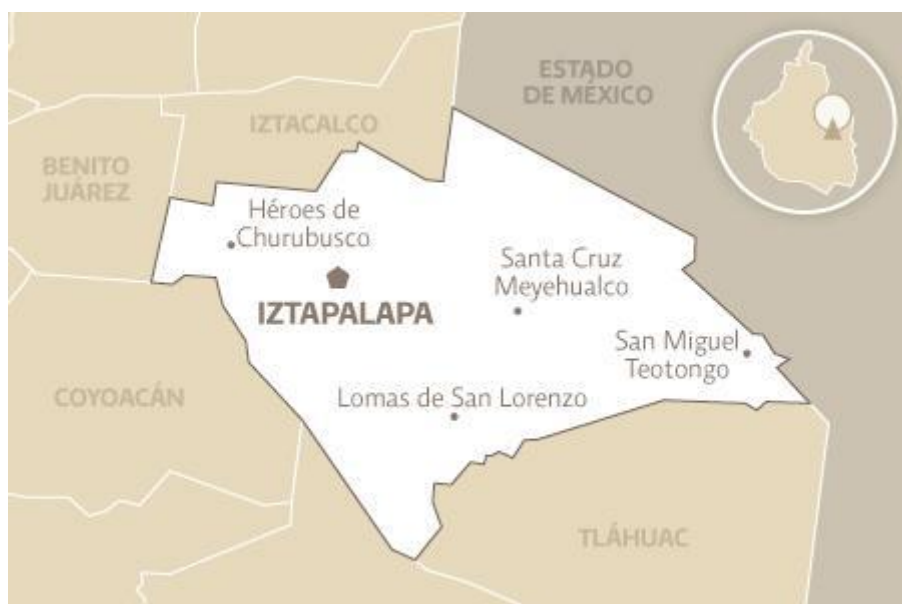 ESTADO
DE MÉXICO
IZTACALCO
BENITO
JUÁREZ
Héroes de
Churubusco
Santa Cruz
Meyehualco
IZTAPALAPA
San Miguel
Teotongo
COYOACÁN
Lomas de San Lorenzo
TLÁHUAC